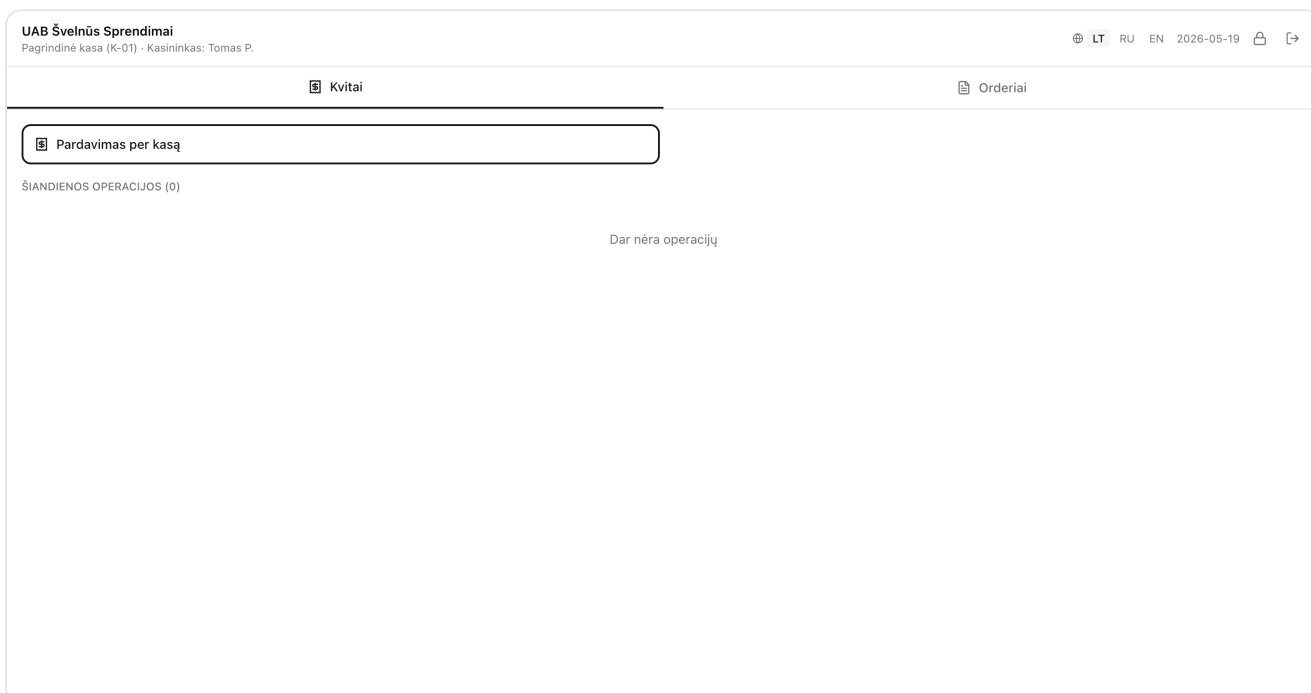 UAB Švelnūs Sprendimai
Pagrindinė kasa (K-01) · Kasininkas: Tomas P.
LT RU EN 2026-05-19
Kvitai
Orderiai
Pardavimas per kasą
ŠIANDIENOS OPERACIJOS (0)
Dar nėra operacijų